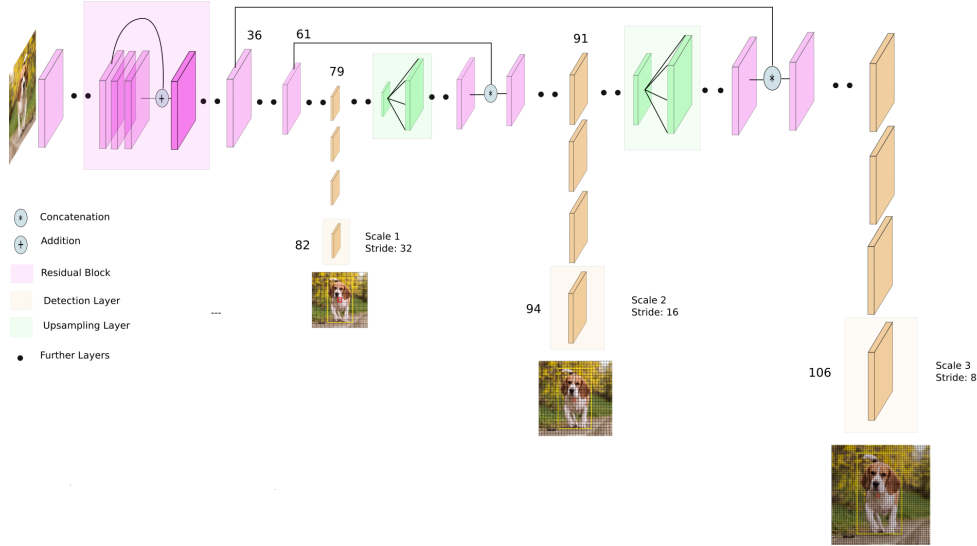 36
61
91
79
Concatenation
Addition
Residual Block
Detection Layer
Upsampling Layer
Further Layers
---
82
Scale 1
Stride: 32
94
Scale 2
Stride: 16
106
Scale 3
Stride: 8